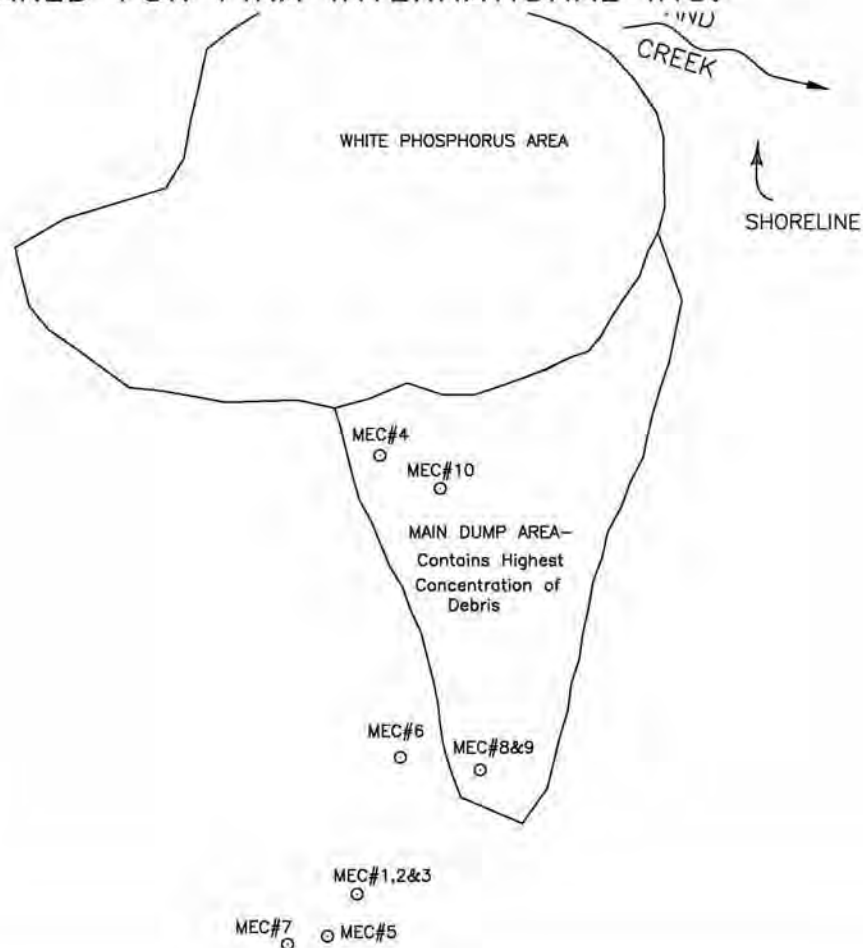 CREEK
WHITE PHOSPHORUS AREA
SHORELINE
MEC#4
MEC#10
MAIN DUMP AREA-
Contains Highest
Concentration of
Debris
MEC#6
MEC#8&9
MEC#1,2&3
MEC#7
MEC#5